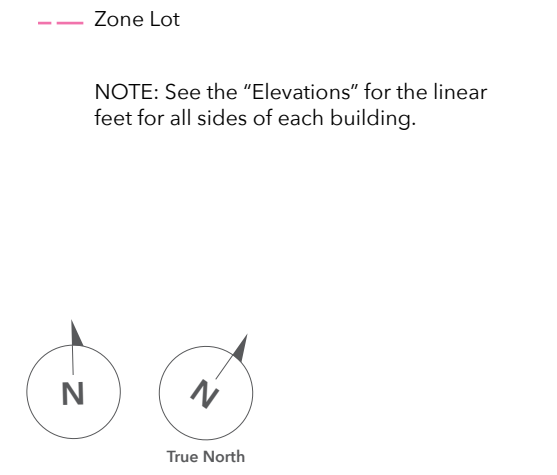 Zone Lot
NOTE: See the “Elevations” for the linear
feet for all sides of each building.
N
N
True North